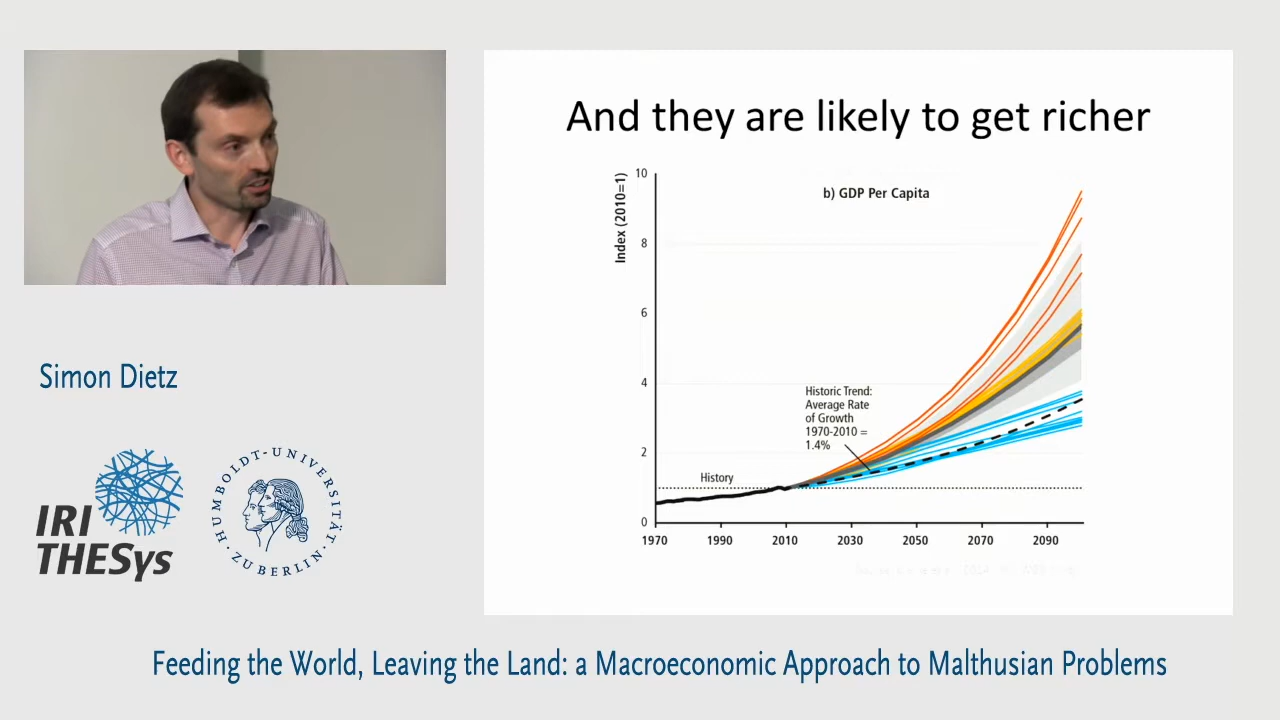 And they are likely to get richer
b) GDP Per Capita
Index (2010=1)
10
8
6
4
2
0
Historic Trend:
Average Rate
of Growth
1970-2010 =
1.4%
History
1970 1990 2010 2030 2050 2070 2090
Simon Dietz
IRI
THESys
HUMBOLDT-UNIVERSITÄT
ZU BERLIN
Feeding the World, Leaving the Land: a Macroeconomic Approach to Malthusian Problems